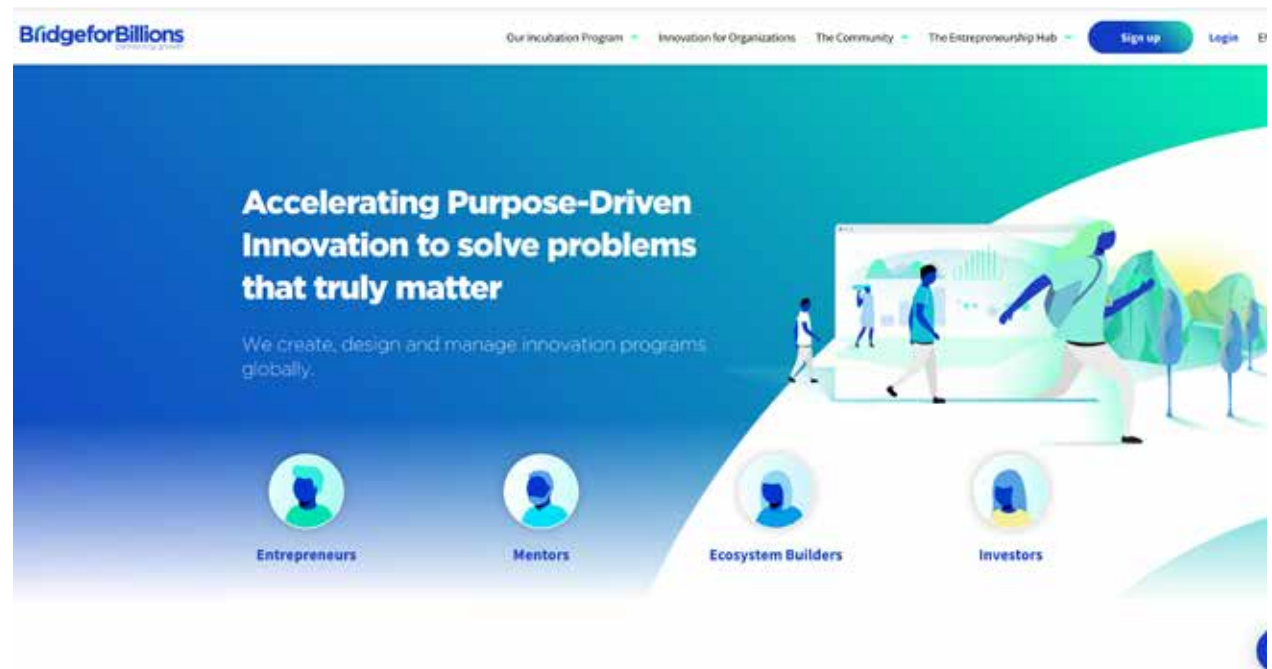 BridgeforBillions
Our Incubation Program Innovation for Organizations The Community The Entrepreneurship Hub Sign up Login
Accelerating Purpose-Driven
Innovation to solve problems
that truly matter
We create, design and manage innovation programs
globally.
Entrepreneurs Mentors Ecosystem Builders Investors